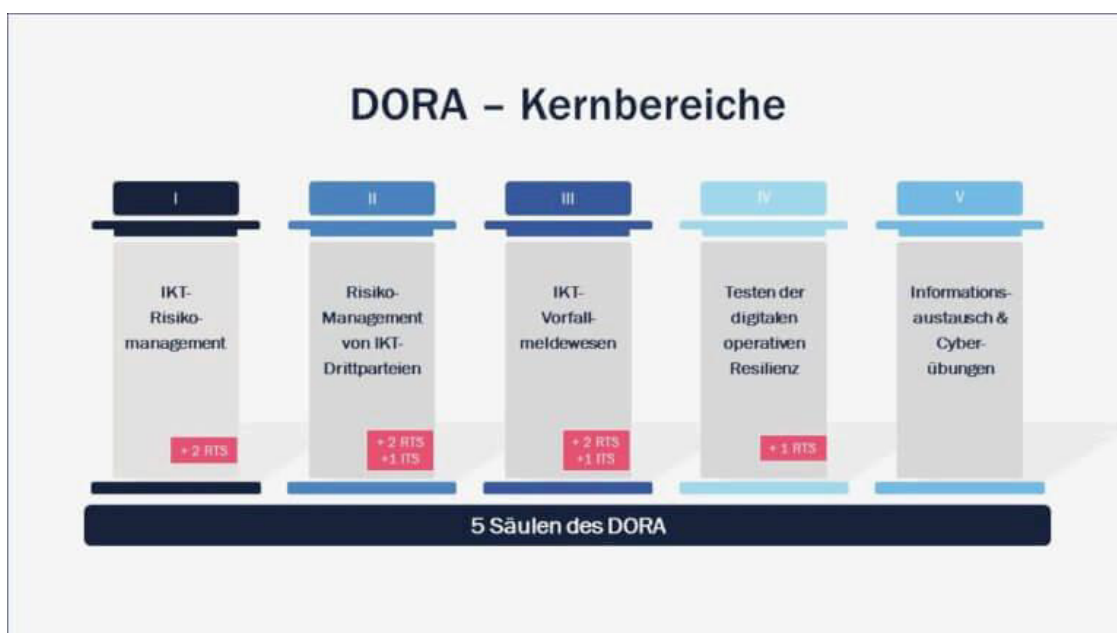 DORA – Kernbereiche
I
IKT-
Risiko-
management
+ 2 RTS
II
Risiko-
Management
von IKT-
Drittparteien
+ 2 RTS
+1 ITS
III
IKT-
Vorfall-
meldewesen
+ 2 RTS
+1 ITS
IV
Testen der
digitalen
operativen
Resilienz
+ 1 RTS
V
Informations-
austausch &
Cyber-
übungen
5 Säulen des DORA